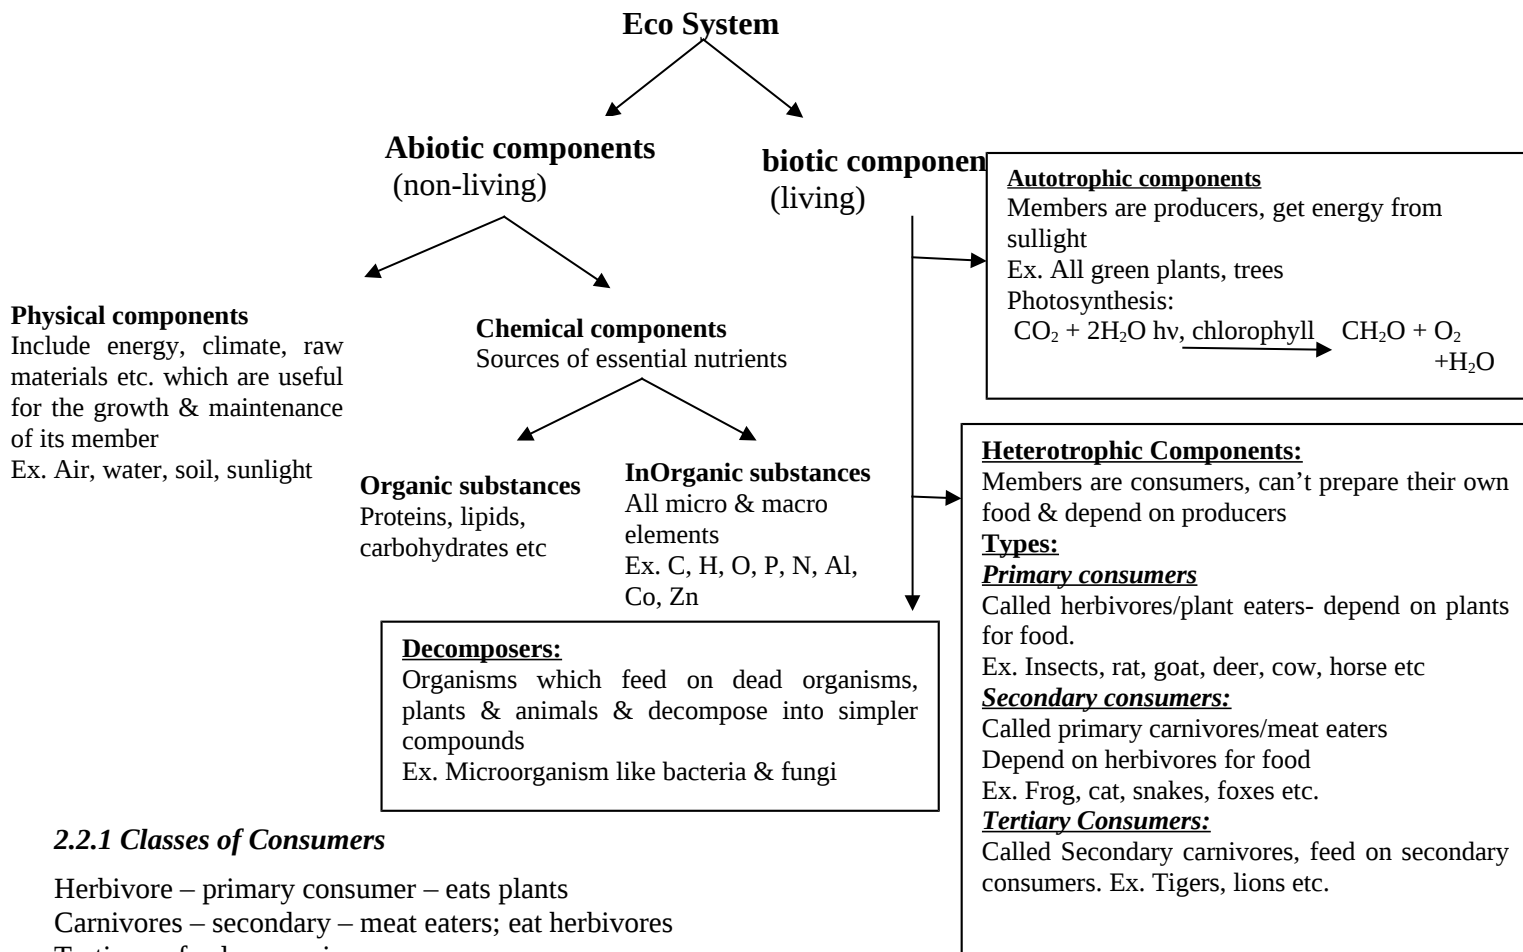 Eco System
Abiotic components
(non-living)
biotic componen
(living)
Autotrophic components
Members are producers, get energy from
sullight
Ex. All green plants, trees
Photosynthesis:
CO₂ + 2H₂O hν, chlorophyll CH₂O + O₂
+H₂O
Physical components
Include energy, climate, raw
materials etc. which are useful
for the growth & maintenance
of its member
Ex. Air, water, soil, sunlight
Chemical components
Sources of essential nutrients
Organic substances
Proteins, lipids,
carbohydrates etc
InOrganic substances
All micro & macro
elements
Ex. C, H, O, P, N, Al,
Co, Zn
Heterotrophic Components:
Members are consumers, can’t prepare their own
food & depend on producers
Types:
Primary consumers
Called herbivores/plant eaters- depend on plants
for food.
Ex. Insects, rat, goat, deer, cow, horse etc
Secondary consumers:
Called primary carnivores/meat eaters
Depend on herbivores for food
Ex. Frog, cat, snakes, foxes etc.
Tertiary Consumers:
Called Secondary carnivores, feed on secondary
consumers. Ex. Tigers, lions etc.
Decomposers:
Organisms which feed on dead organisms,
plants & animals & decompose into simpler
compounds
Ex. Microorganism like bacteria & fungi
2.2.1 Classes of Consumers
Herbivore – primary consumer – eats plants
Carnivores – secondary – meat eaters; eat herbivores